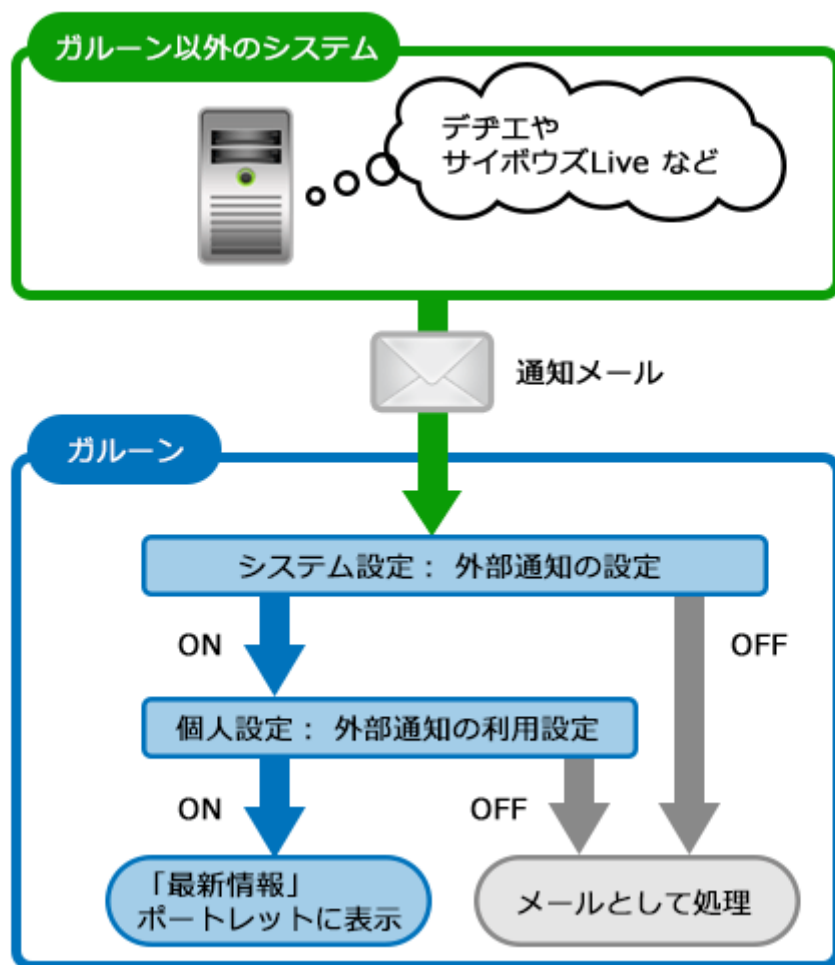 ガルーン以外のシステム
デヂエや
サイボウズLive など
通知メール
ガルーン
システム設定： 外部通知の設定
ON
OFF
個人設定： 外部通知の利用設定
ON
OFF
「最新情報」
ポートレットに表示
メールとして処理